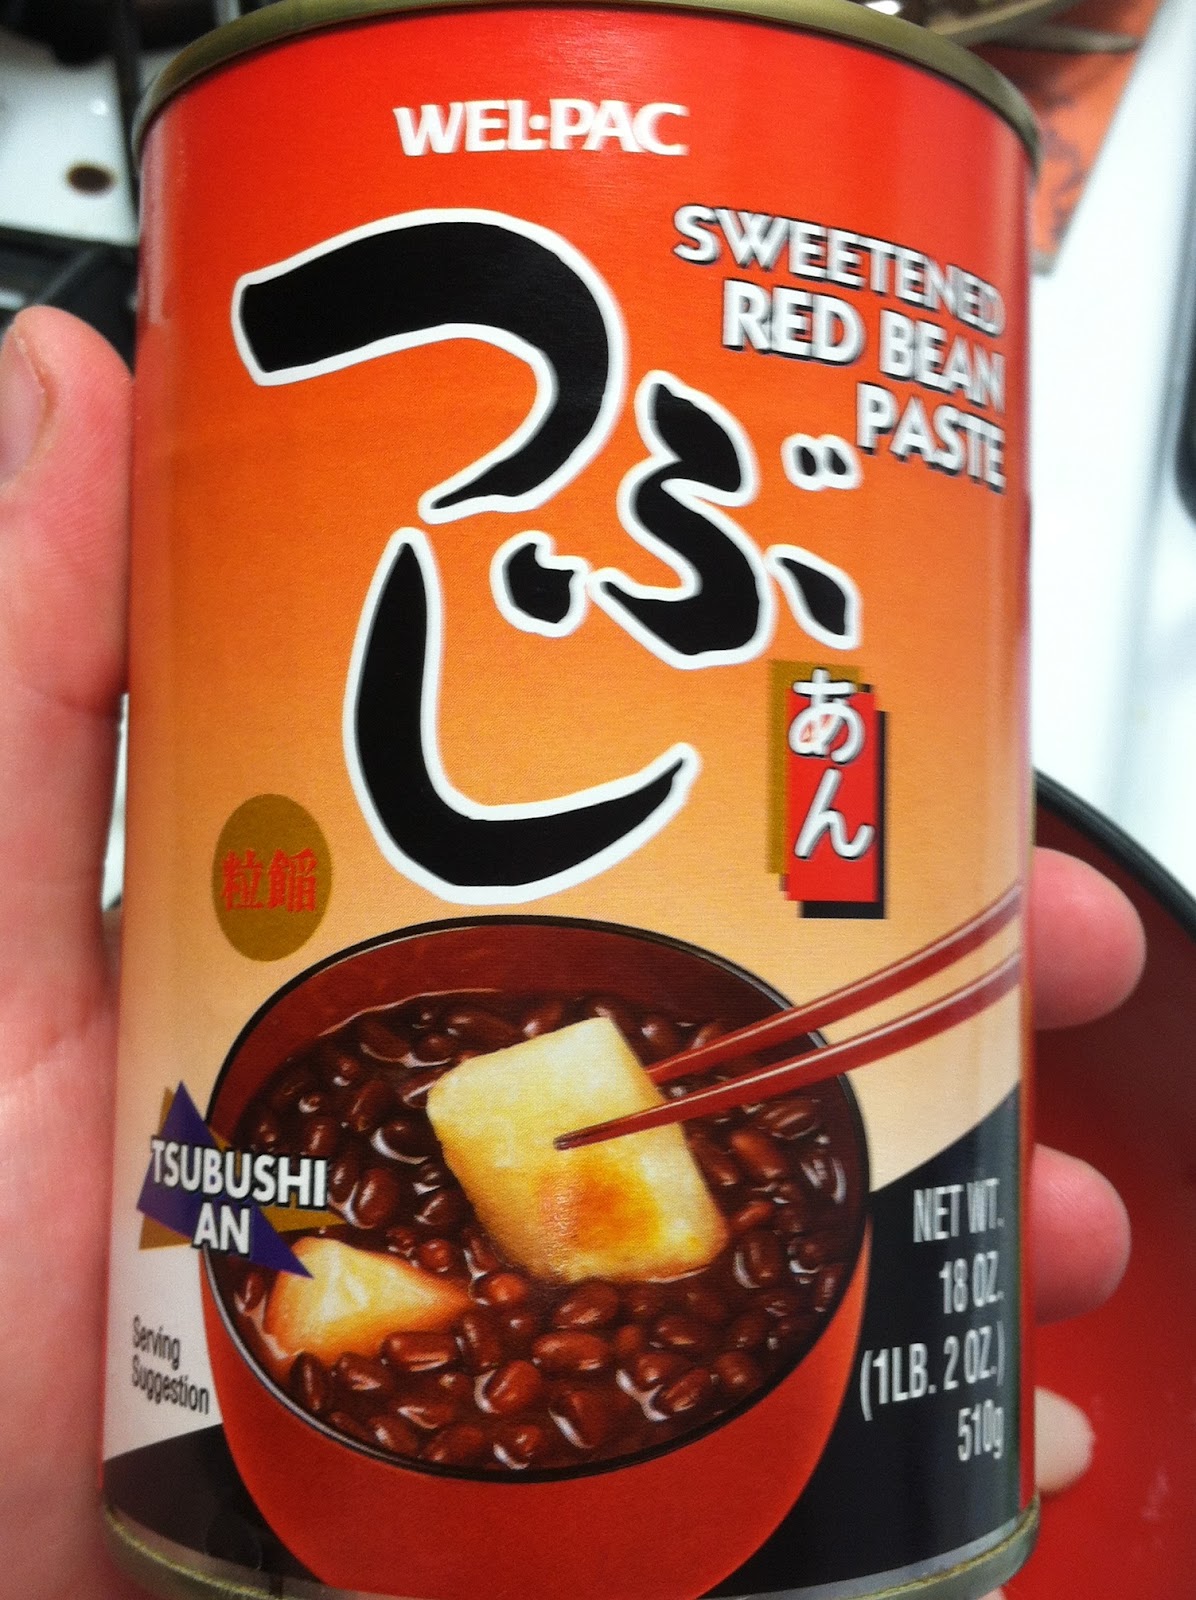 WEL·PAC
SWEETENED
RED BEAN
PASTE
つぶし
あん
粒餡
TSUBUSHI
AN
Serving
Suggestion
NET WT.
18 OZ.
(1LB. 2 OZ.)
510g